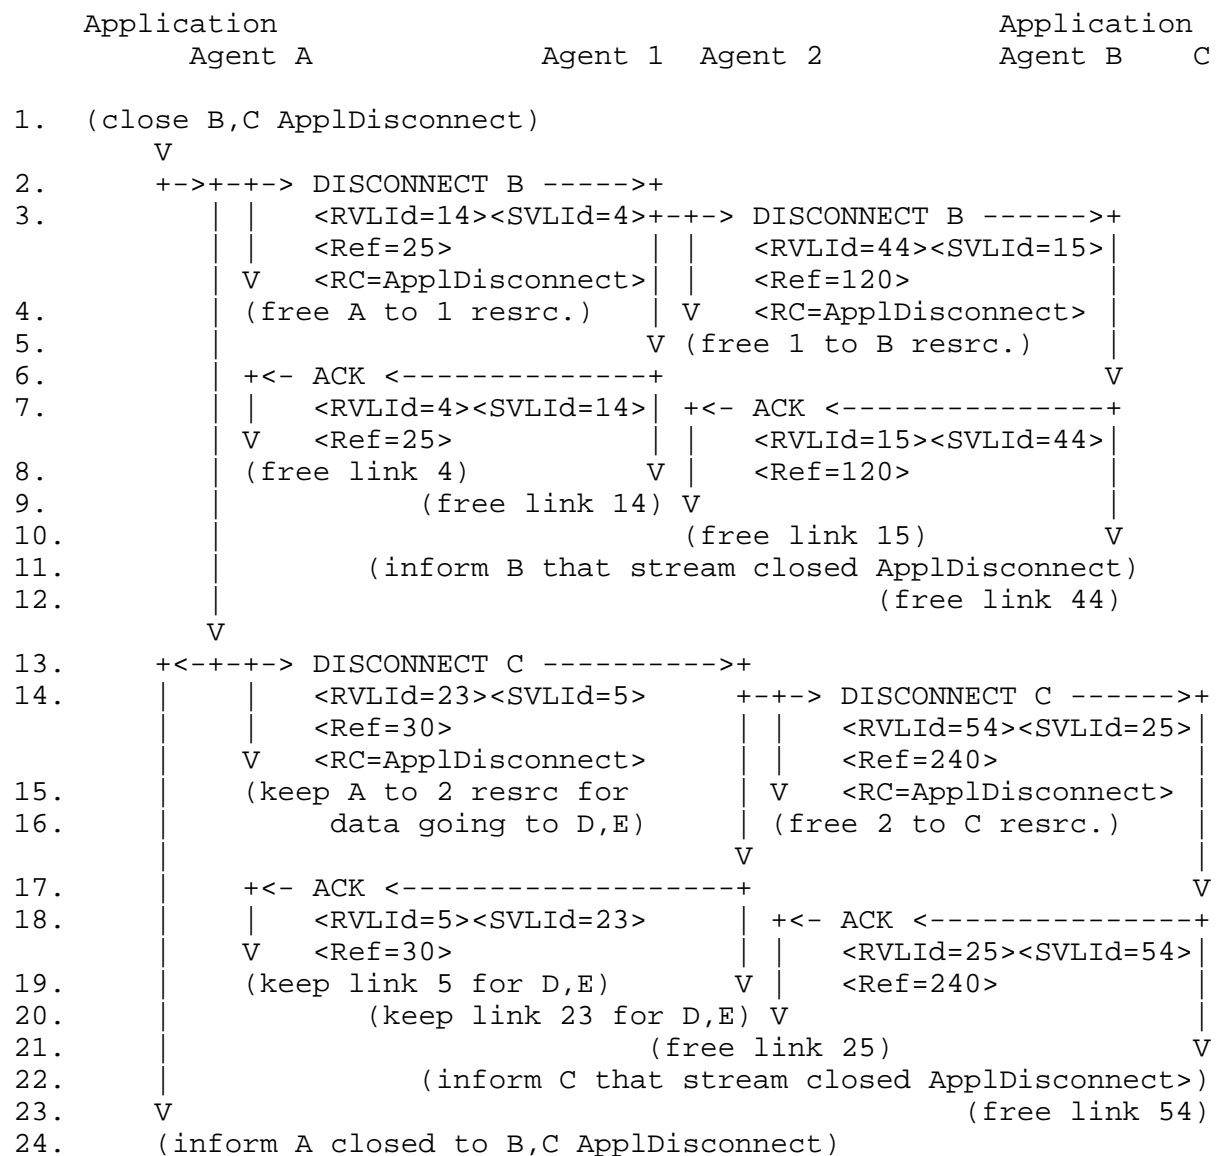 Application                                          Application
          Agent A             Agent 1  Agent 2          Agent B    C

1.  (close B,C ApplDisconnect)
        V
2.      +->+-+-> DISCONNECT B ----->+
3.         | |   <RVLId=14><SVLId=4>+-+-> DISCONNECT B ------>+
           | |   <Ref=25>           | |   <RVLId=44><SVLId=15>|
           | V   <RC=ApplDisconnect>| |   <Ref=120>           |
4.         | (free A to 1 resrc.)   | V   <RC=ApplDisconnect> |
5.         |                        V (free 1 to B resrc.)    |
6.         | +<- ACK <--------------+                         V
7.         | |   <RVLId=4><SVLId=14>| +<- ACK <---------------+
           | V   <Ref=25>           | |   <RVLId=15><SVLId=44>|
8.         | (free link 4)          V |   <Ref=120>           |
9.         |           (free link 14) V                       |
10.        |                          (free link 15)          V
11.        |        (inform B that stream closed ApplDisconnect)
12.        |                                     (free link 44)
           V
13.     +<-+-+-> DISCONNECT C ---------->+
14.     |    |   <RVLId=23><SVLId=5>     +-+-> DISCONNECT C ------>+
        |    |   <Ref=30>                | |   <RVLId=54><SVLId=25>|
        |    V   <RC=ApplDisconnect>     | |   <Ref=240>           |
15.     |    (keep A to 2 resrc for      | V   <RC=ApplDisconnect> |
16.     |         data going to D,E)     | (free 2 to C resrc.)    |
        |                                V                         |
17.     |    +<- ACK <-------------------+                         V
18.     |    |   <RVLId=5><SVLId=23>     | +<- ACK <---------------+
        |    V   <Ref=30>                | |   <RVLId=25><SVLId=54>|
19.     |    (keep link 5 for D,E)       V |   <Ref=240>           |
20.     |           (keep link 23 for D,E) V                       |
21.     |                           (free link 25)                 V
22.     |              (inform C that stream closed ApplDisconnect>)
23.     V                                             (free link 54)
24.     (inform A closed to B,C ApplDisconnect)